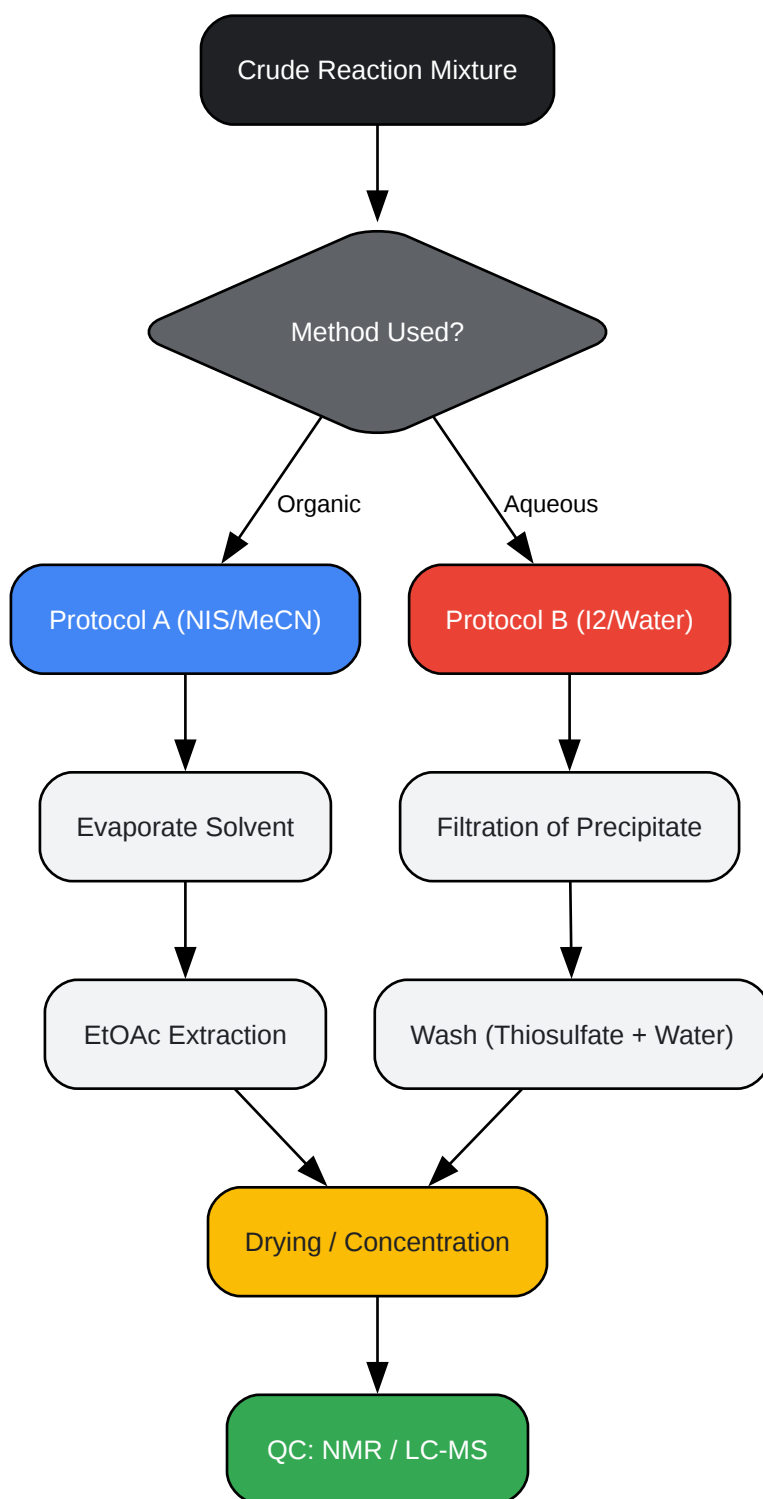 Crude Reaction Mixture
Method Used?
Organic
Aqueous
Protocol A (NIS/MeCN)
Protocol B (I2/Water)
Evaporate Solvent
Filtration of Precipitate
EtOAc Extraction
Wash (Thiosulfate + Water)
Drying / Concentration
QC: NMR / LC-MS